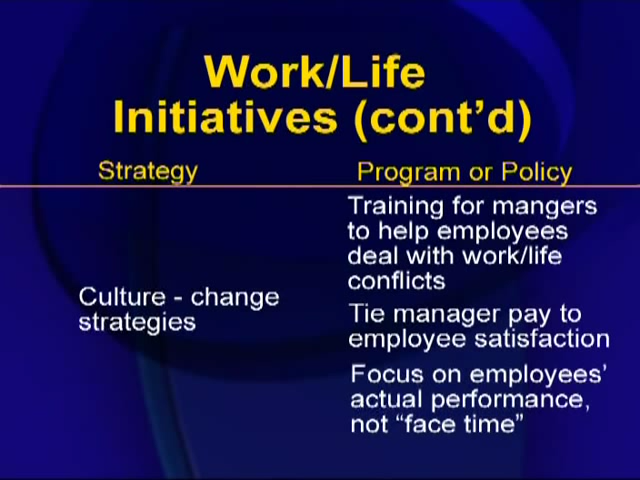 Work/Life
Initiatives (cont’d)
Strategy
Program or Policy
Training for mangers
to help employees
deal with work/life
conflicts
Culture - change
strategies
Tie manager pay to
employee satisfaction
Focus on employees’
actual performance,
not “face time”